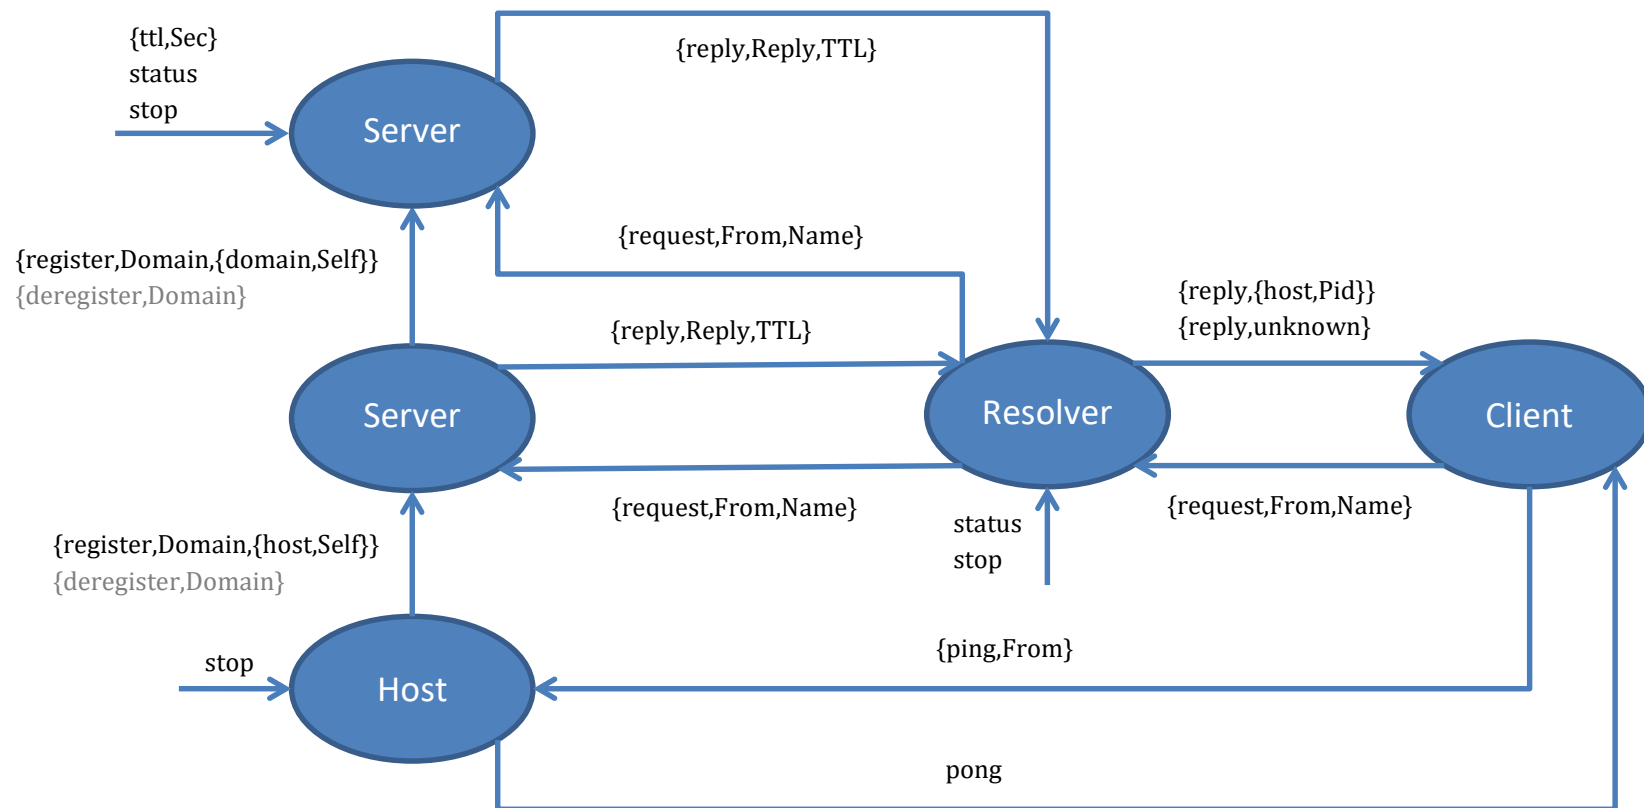 {ttl,Sec}
status
stop
{reply,Reply,TTL}
Server
{request,From,Name}
{register,Domain,{domain,Self}}
{deregister,Domain}
{reply,{host,Pid}}
{reply,unknown}
{reply,Reply,TTL}
Server
Resolver
Client
{request,From,Name}
{request,From,Name}
status
stop
{register,Domain,{host,Self}}
{deregister,Domain}
{ping,From}
stop
Host
pong